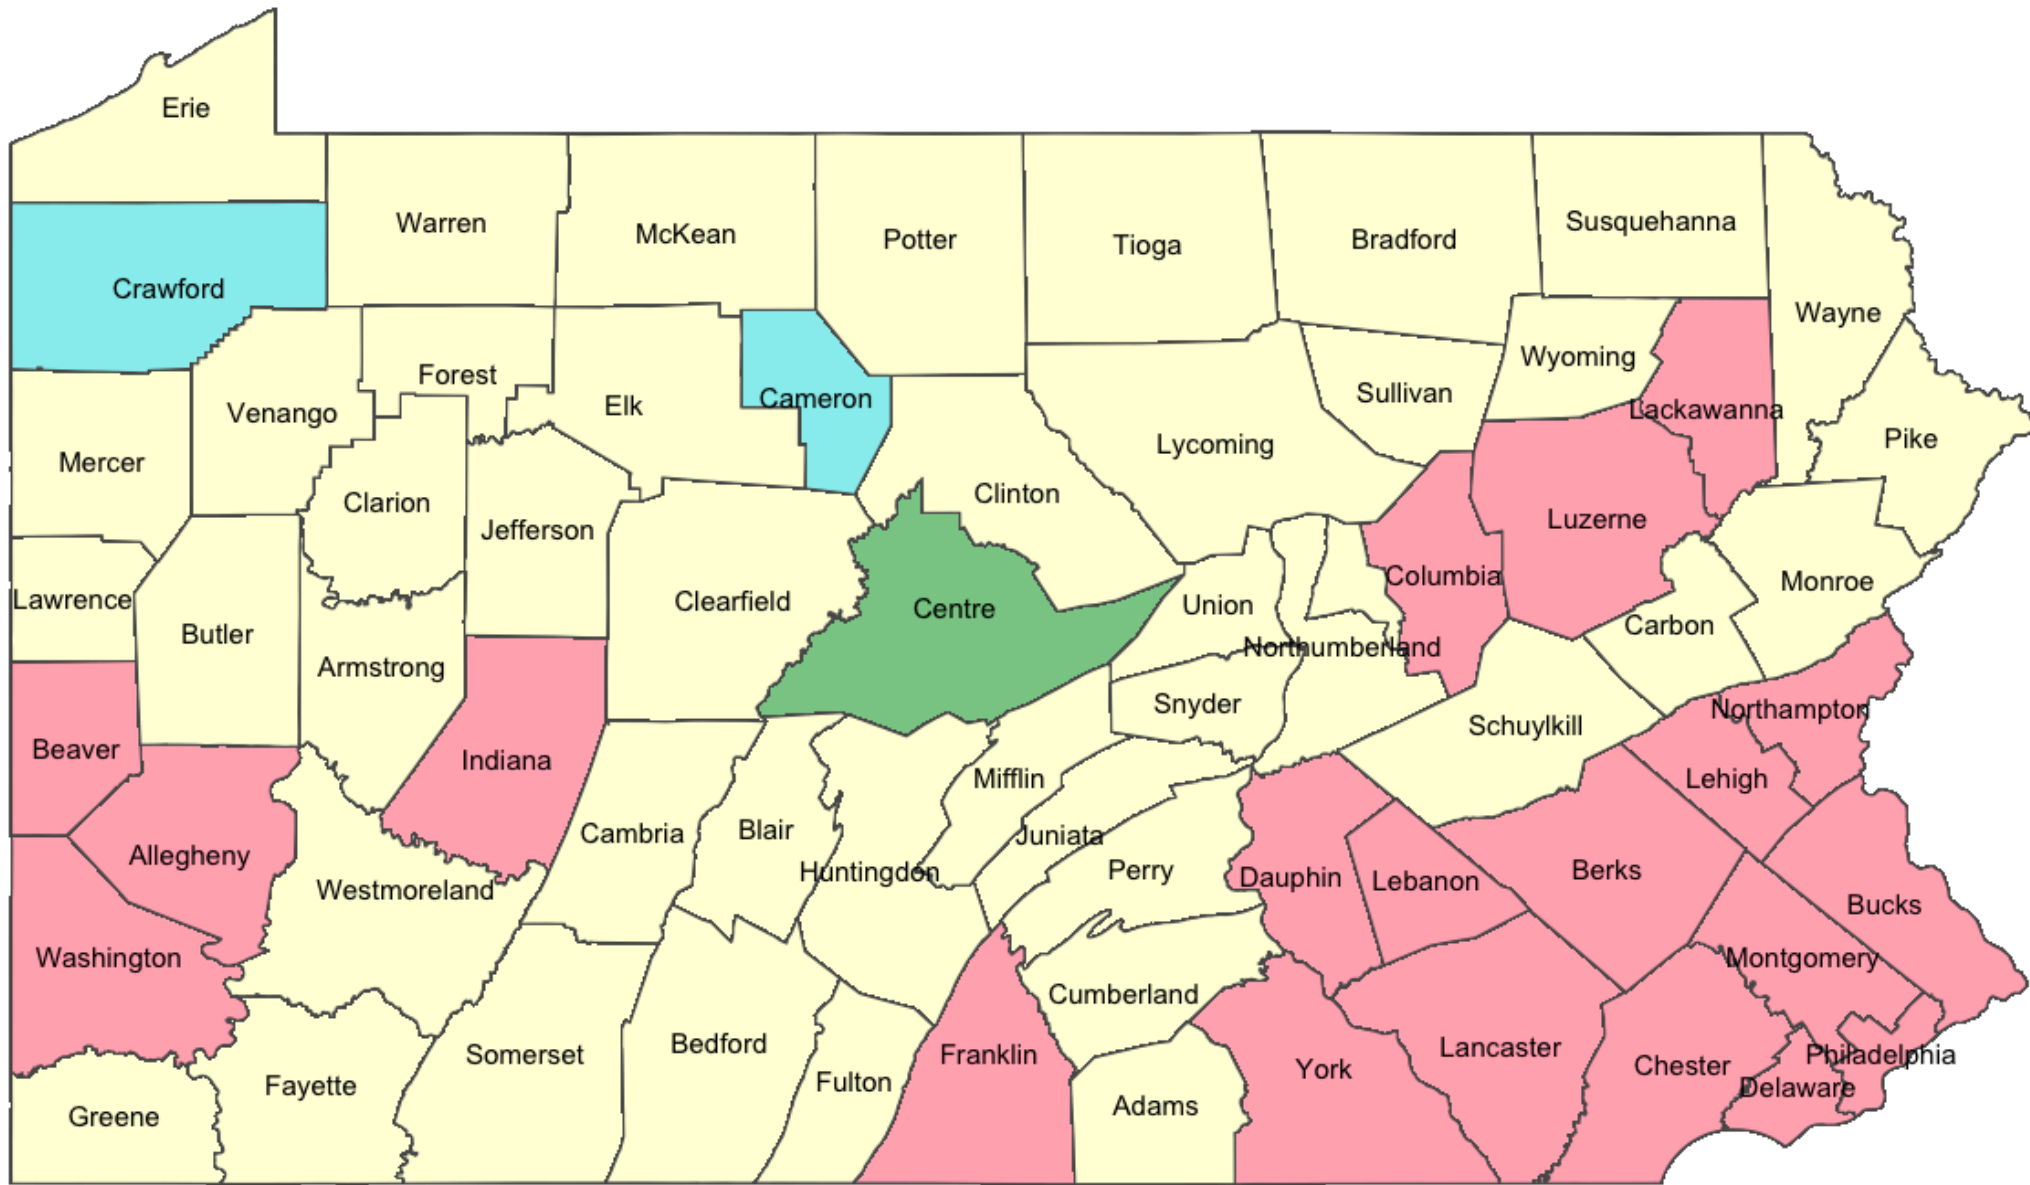 Erie
Warren
McKean
Potter
Tioga
Bradford
Susquehanna
Crawford
Wayne
Forest
Wyoming
Venango
Elk
Cameron
Sullivan
Lackawanna
Mercer
Clarion
Clinton
Lycoming
Pike
Jefferson
Luzerne
Lawrence
Butler
Clearfield
Centre
Union
Columbia
Monroe
Armstrong
Northumberland
Carbon
Snyder
Schuylkill
Northampton
Beaver
Indiana
Mifflin
Lehigh
Allegheny
Cambria
Blair
Juniata
Westmoreland
Huntingdon
Perry
Dauphin
Lebanon
Berks
Bucks
Washington
Cumberland
Montgomery
Somerset
Bedford
Franklin
York
Lancaster
Chester
Philadelphia
Greene
Fayette
Fulton
Adams
Delaware